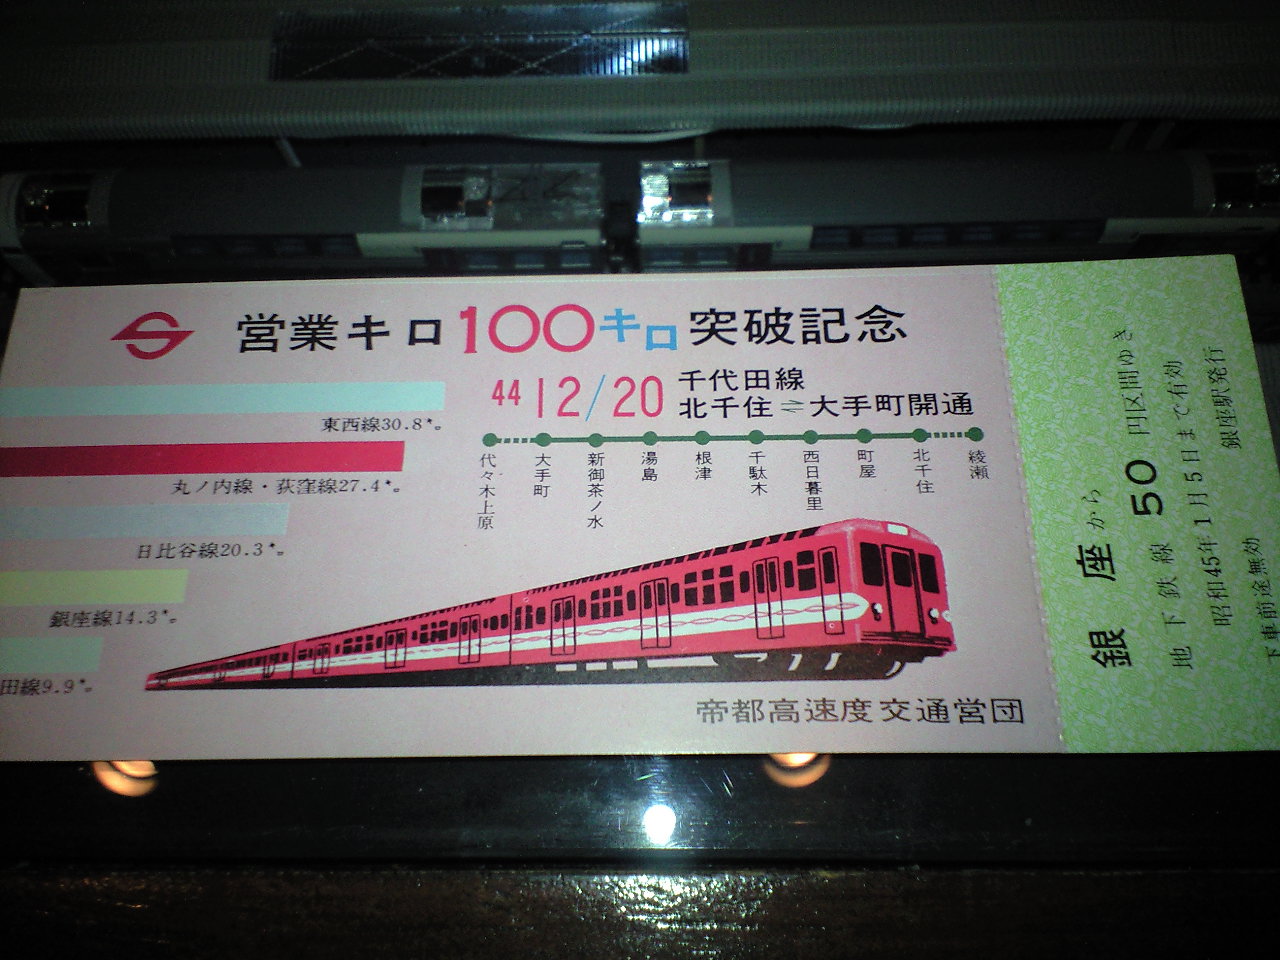 営業キロ100キロ突破記念
44 12/20 千代田線
北千住⇌大手町開通
代々木上原
大手町
新御茶ノ水
湯島
根津
千駄木
西日暮里
町屋
北千住
綾瀬
東西線30.8㌔
丸ノ内線・荻窪線27.4㌔
日比谷線20.3㌔
銀座線14.3㌔
田線9.9㌔
帝都高速度交通営団
銀座から
地下鉄線 50 円区間ゆき
昭和45年1月5日まで有効
下車前途無効 銀座駅発行